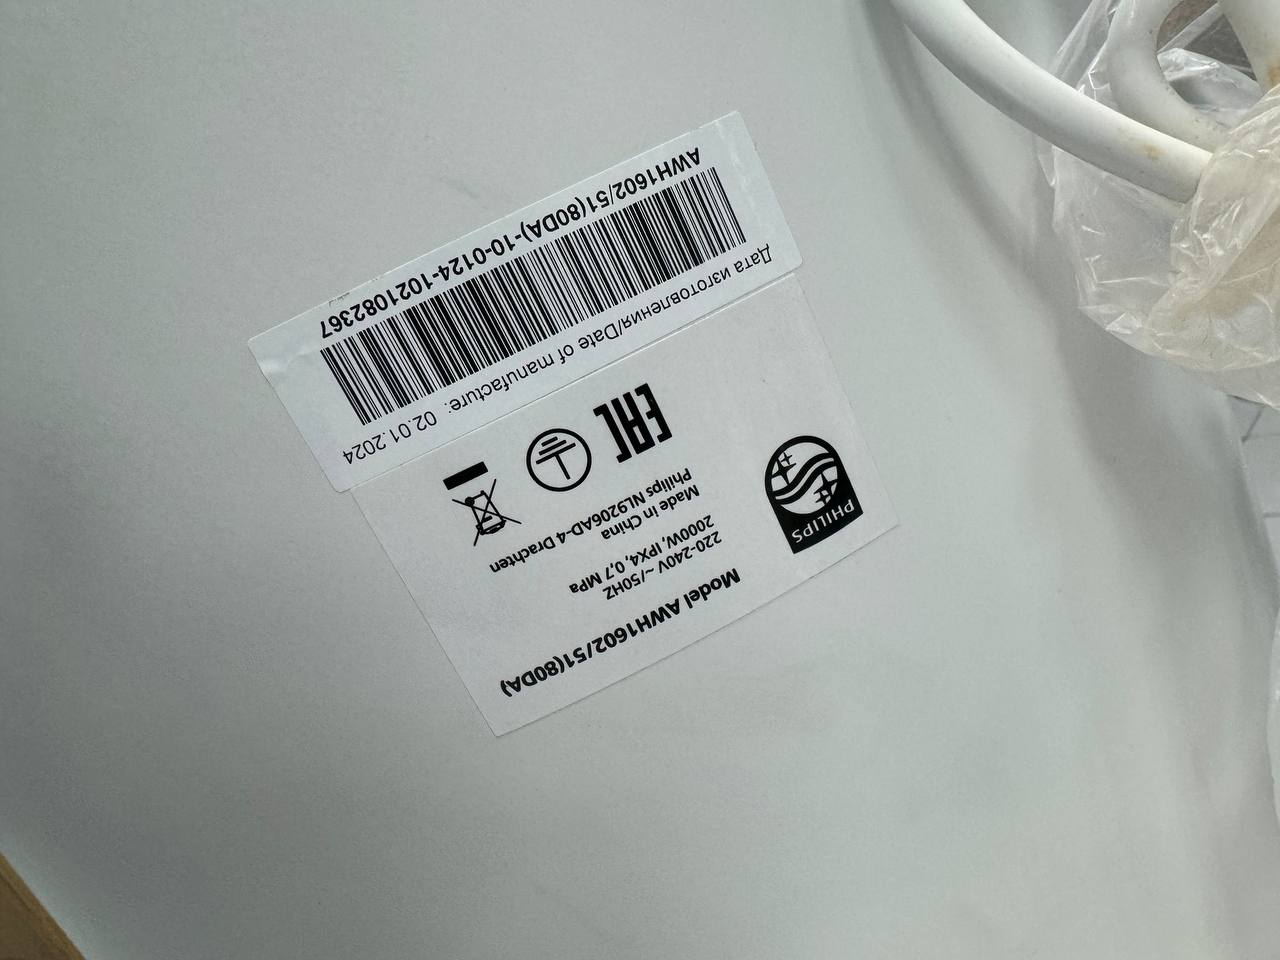 PHILIPS
Model AWH1602/51(80DA)
220-240V ~/50HZ
2000W, IPX4,0,7 MPa
Made in China
Philips NL9206AD-4 Drachten
EAC
Дата изготовления/Date of manufacture: 02.01.2024
AWH1602/51(80DA)-10-0124-1021082367